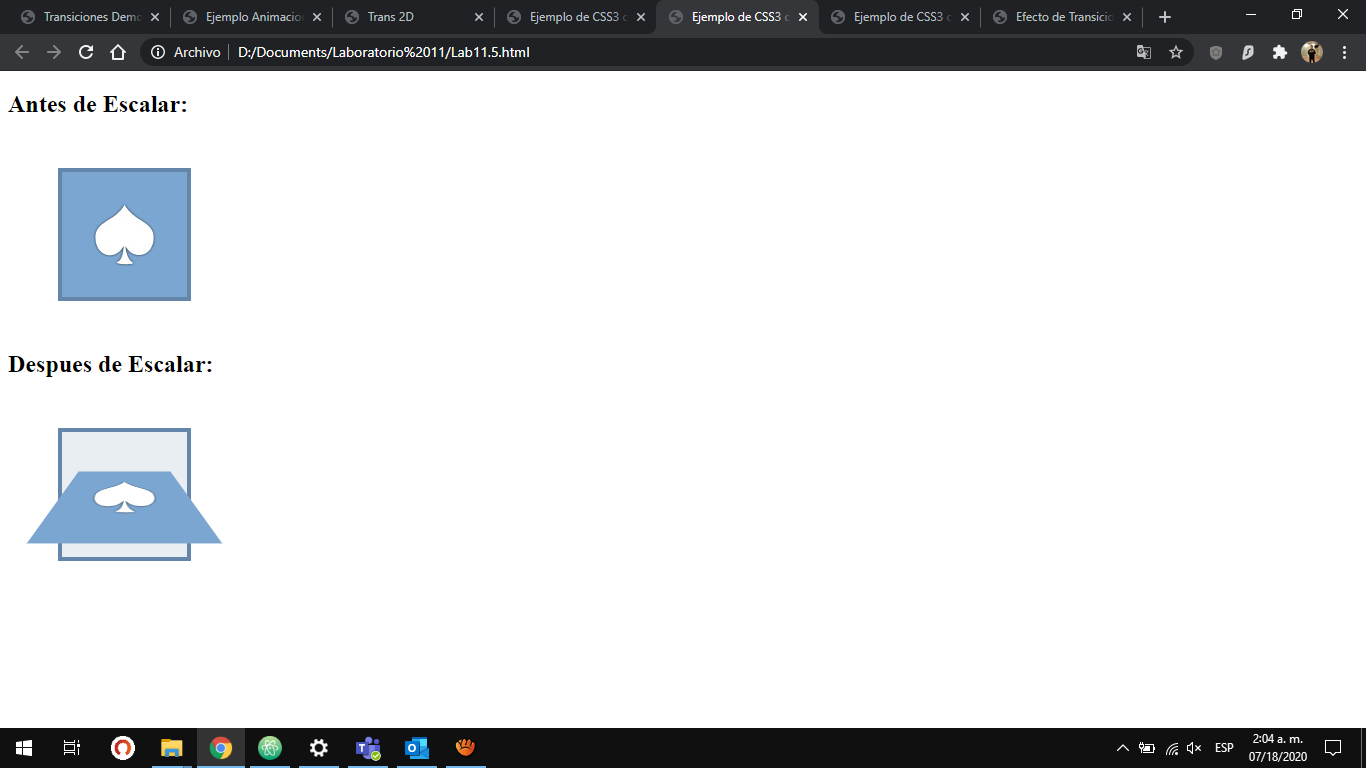 Transiciones Demo
Ejemplo Animacio
Trans 2D
Ejemplo de CSS3 c
Ejemplo de CSS3 c
Ejemplo de CSS3 c
Efecto de Transicio
Archivo
D:/Documents/Laboratorio%2011/Lab11.5.html
Antes de Escalar:
Despues de Escalar:
ESP
2:04 a. m.
07/18/2020